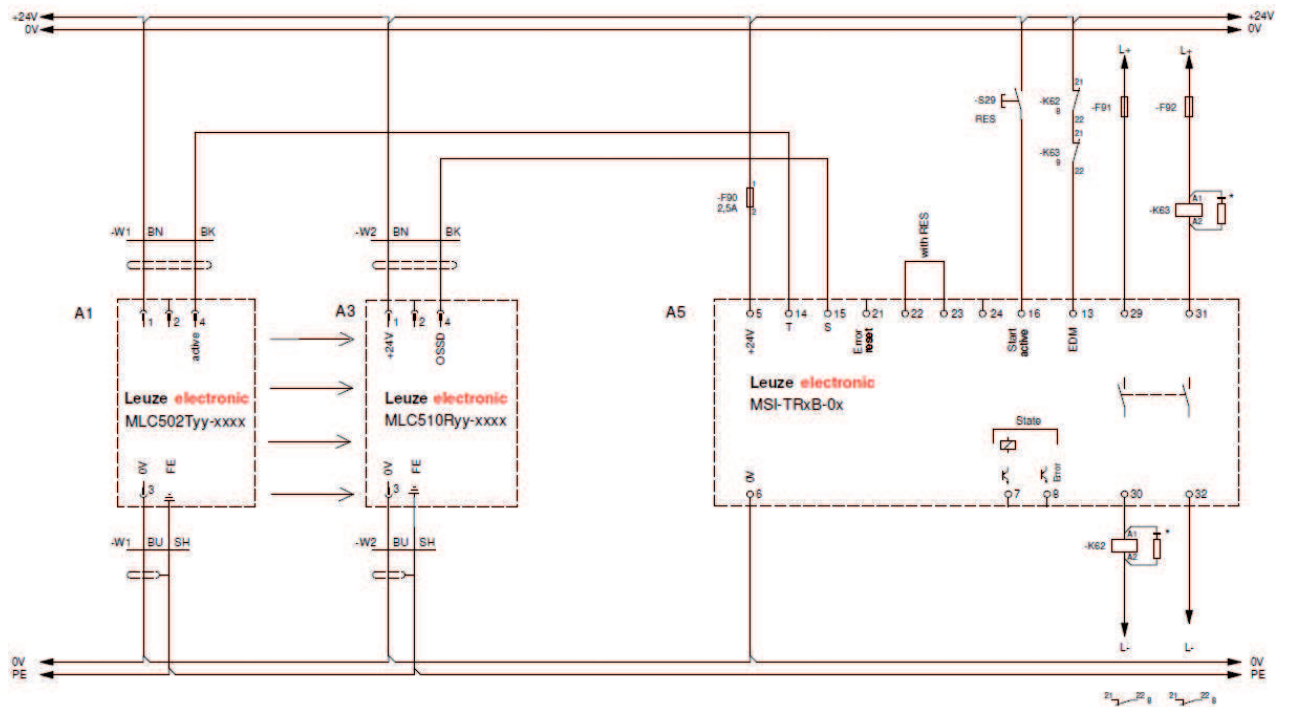 +24V +24V
0V 0V
L+ L+
-S29
RES
-K62
21
22
9
-K63
21
22
9
-F91 -F92
-F90
2,5A
1
2
-K63
A1
A2
*
-W1 BN BK
-W2 BN BK
with RES
A1 A3 A5
1 2 4
active
1 2 4
+24V OSSD
5 14 15 21 22 23 24 16 13 29 31
+24V T S Error reset Start active EDM
Leuze electronic
MLC502Tyy-xxxx
Leuze electronic
MLC510Ryy-xxxx
Leuze electronic
MSI-TRxB-0x
State
Error
0V FE
3
0V FE
3
0V
6 7 8 30 32
-W1 BU SH
-W2 BU SH
-K62
A1
A2
*
L- L-
0V 0V
PE PE
21 22 9
21 22 9